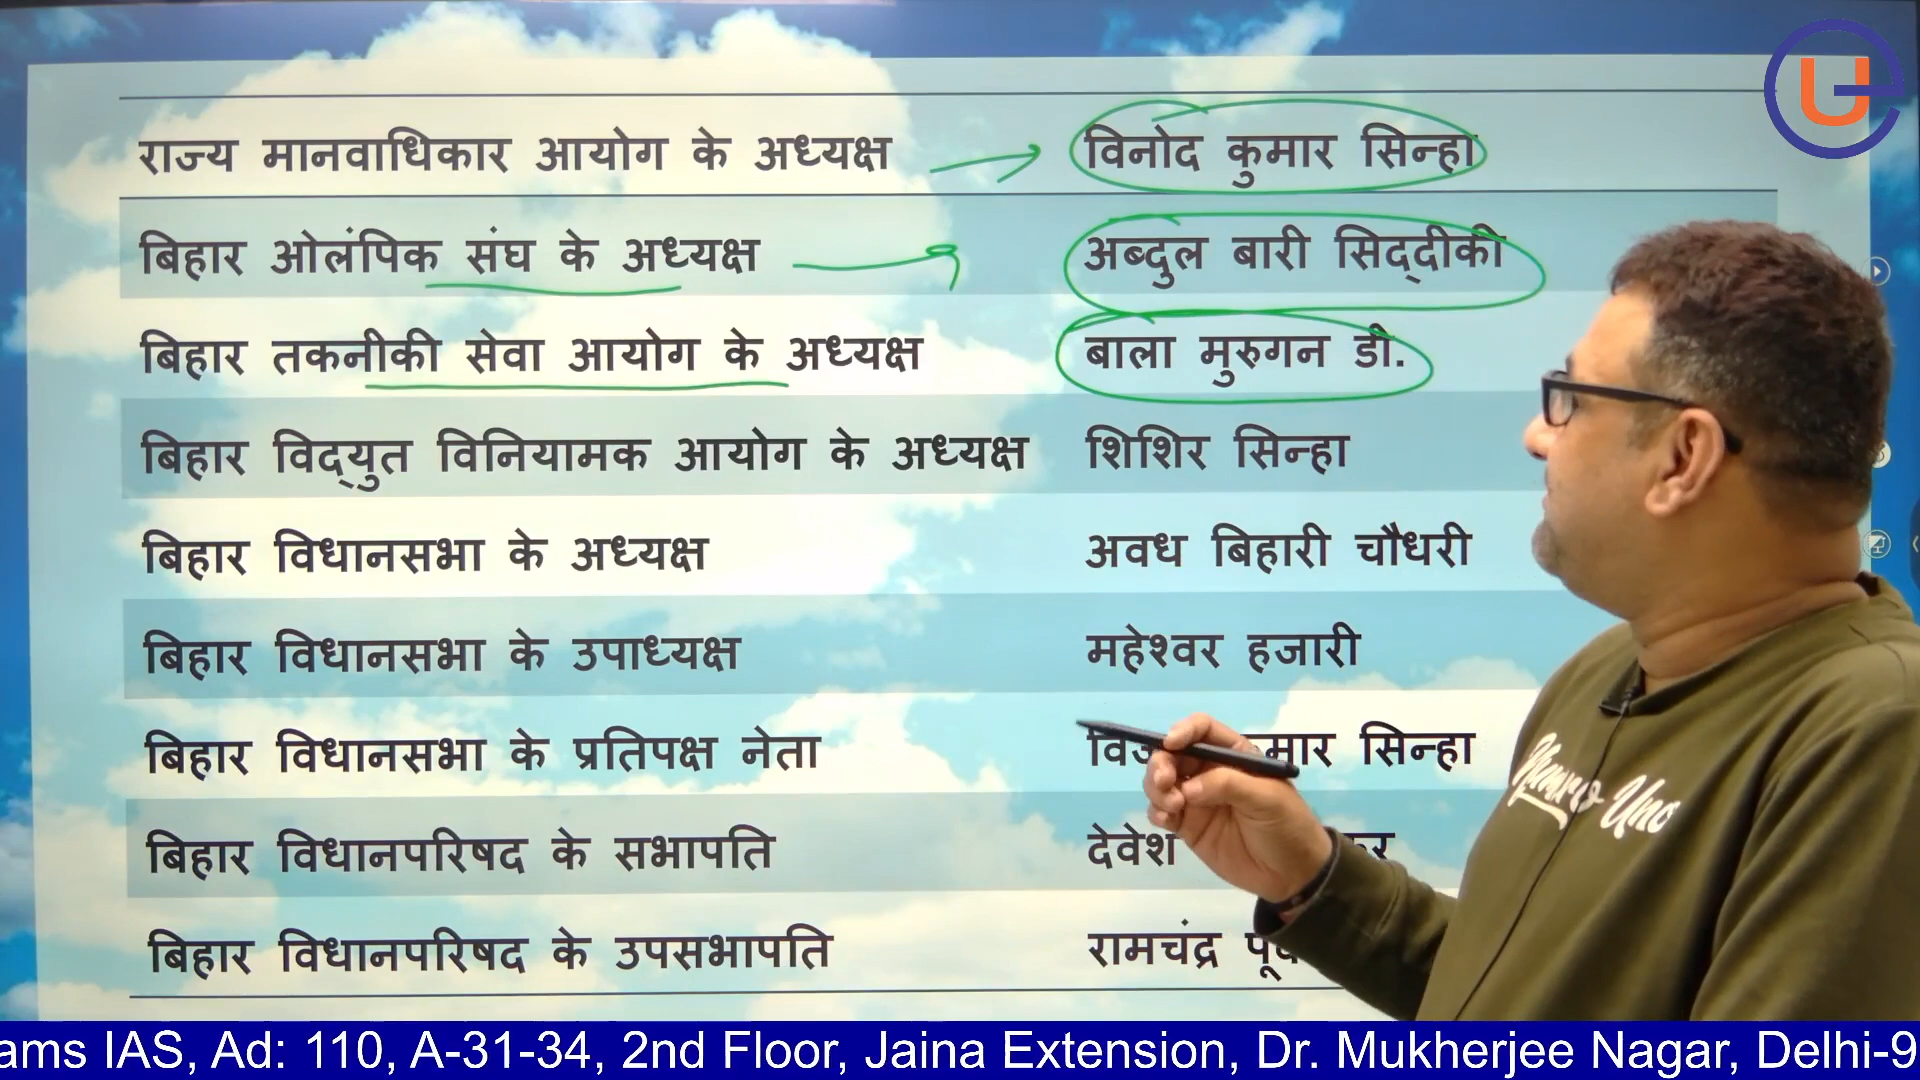 राज्य मानवाधिकार आयोग के अध्यक्ष विनोद कुमार सिन्हा
बिहार ओलंपिक संघ के अध्यक्ष अब्दुल बारी सिद्दीकी
बिहार तकनीकी सेवा आयोग के अध्यक्ष बाला मुरुगन डी.
बिहार विद्युत विनियामक आयोग के अध्यक्ष शिशिर सिन्हा
बिहार विधानसभा के अध्यक्ष अवध बिहारी चौधरी
बिहार विधानसभा के उपाध्यक्ष महेश्वर हजारी
बिहार विधानसभा के प्रतिपक्ष नेता सिन्हा
बिहार विधानपरिषद के सभापति देवेश
बिहार विधानपरिषद के उपसभापति रामचंद्र
ams IAS, Ad: 110, A-31-34, 2nd Floor, Jaina Extension, Dr. Mukherjee Nagar, Delhi-9